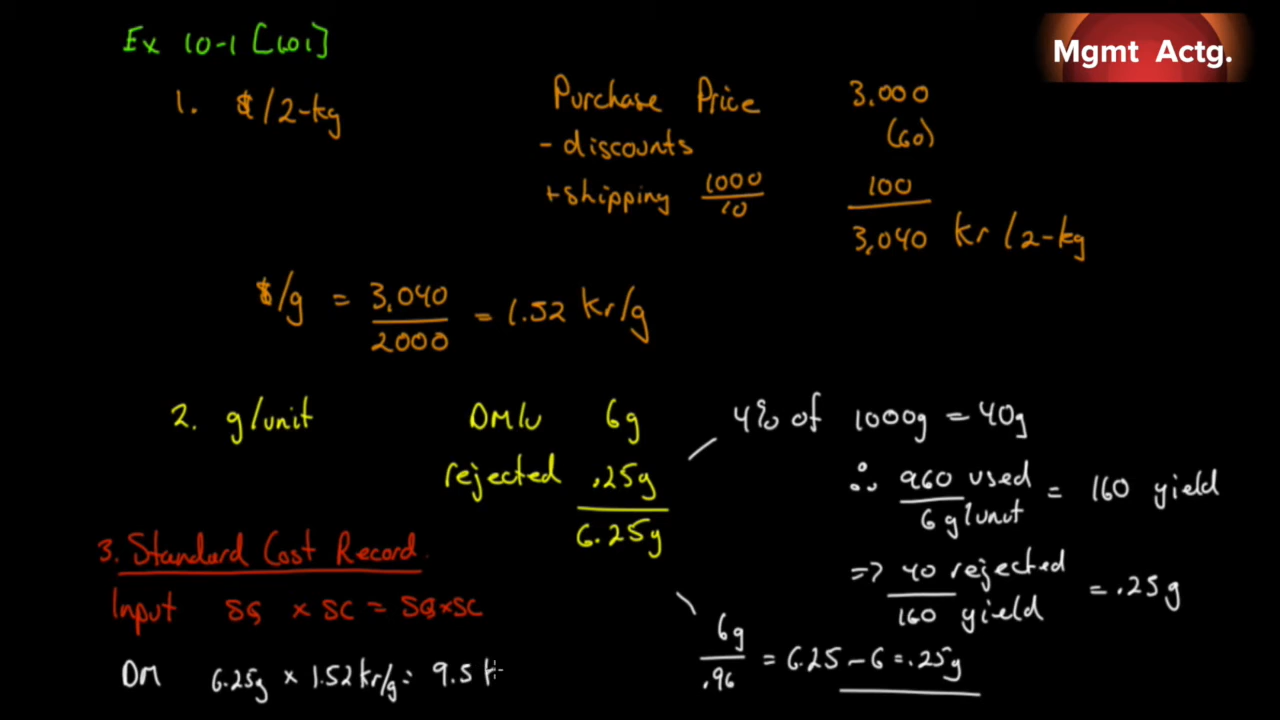 Ex 10-1 [601]
Mgmt Actg.
1. $/2-kg
Purchase Price 3,000
- discounts (60)
+shipping 1000/10 100
3,040 kr/2-kg
$/g = 3,040/2000 = 1.52 kr/g
2. g/unit
DM/u 6g
rejected .25g
6.25g
4% of 1000g = 40g
∴ 960 used / 6 g/unit = 160 yield
=> 40 rejected / 160 yield = .25g
6g / .96 = 6.25 - 6 = .25g
3. Standard Cost Record.
Input SQ x SC = SQ x SC
DM 6.25g x 1.52 kr/g = 9.5 k